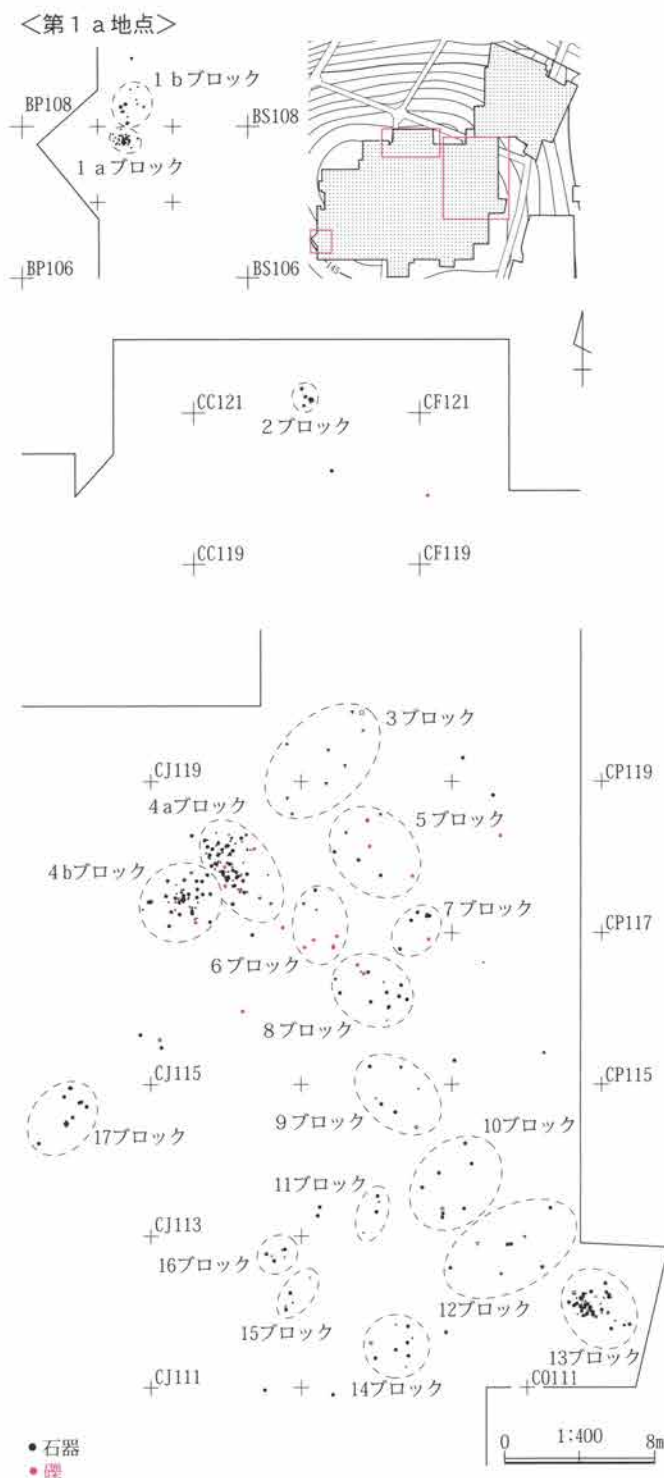 ＜第１ａ地点＞
１ｂブロック
BP108
BS108
１ａブロック
BP106
BS106
145
CC121
CF121
２ブロック
CC119
CF119
３ブロック
CJ119
CP119
４aブロック
５ブロック
４bブロック
７ブロック
CP117
６ブロック
８ブロック
CJ115
CP115
９ブロック
17ブロック
10ブロック
11ブロック
CJ113
16ブロック
15ブロック
12ブロック
13ブロック
CJ111
14ブロック
CO111
石器
礫
0 1:400 8m